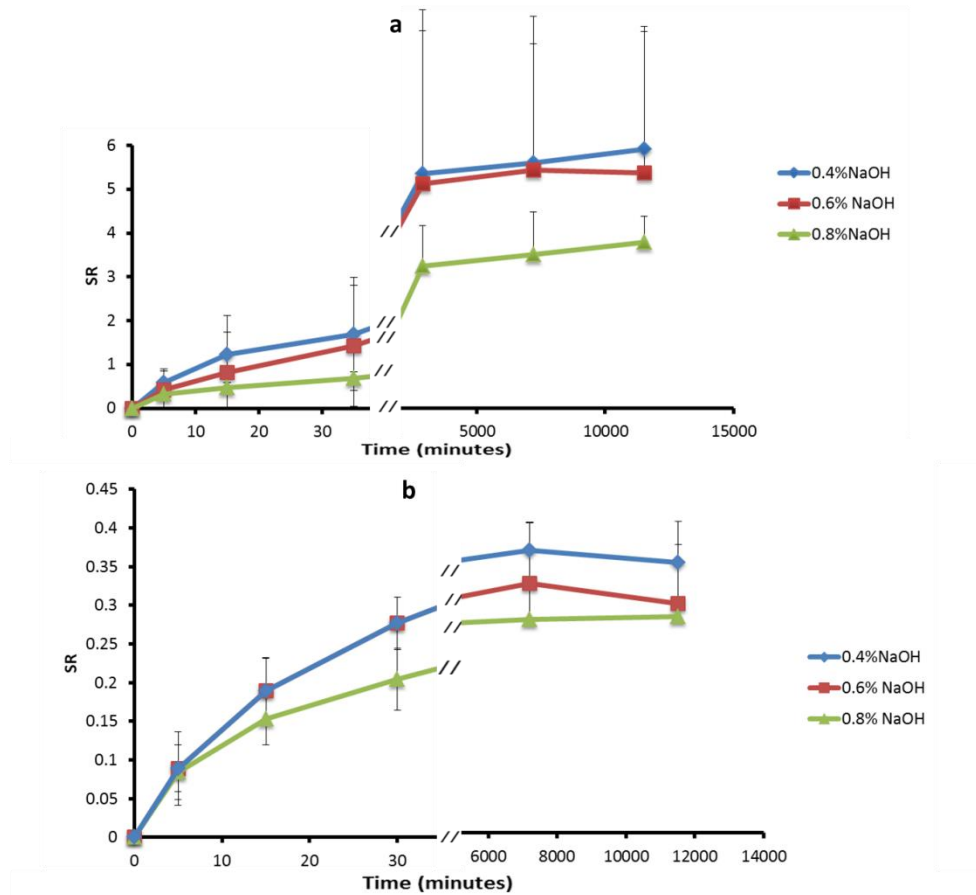 a
6
5
4
3
2
1
0
SR
0 10 20 30 5000 10000 15000
Time (minutes)
0.4%NaOH
0.6% NaOH
0.8%NaOH
b
0.45
0.4
0.35
0.3
0.25
0.2
0.15
0.1
0.05
0
SR
0 10 20 30 6000 8000 10000 12000 14000
Time (minutes)
0.4%NaOH
0.6% NaOH
0.8% NaOH